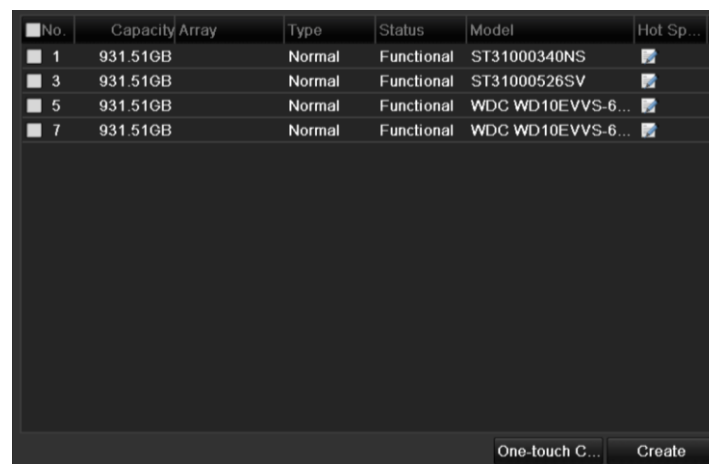 No. Capacity Array Type Status Model Hot Sp...
1 931.51GB Normal Functional ST31000340NS
3 931.51GB Normal Functional ST31000526SV
5 931.51GB Normal Functional WDC WD10EVVS-6...
7 931.51GB Normal Functional WDC WD10EVVS-6...
One-touch C... Create